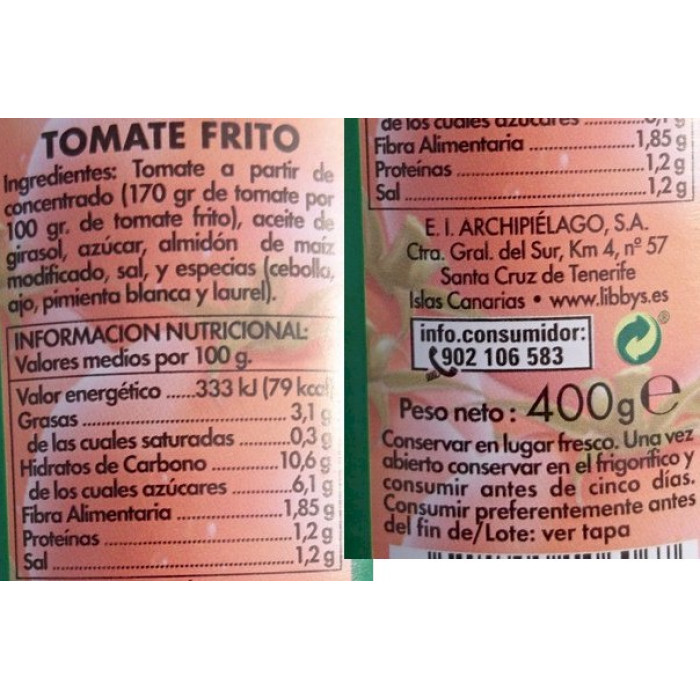 TOMATE FRITO
Ingredientes: Tomate a partir de
concentrado (170 gr de tomate por
100 gr. de tomate frito), aceite de
girasol, azúcar, almidón de maíz
modificado, sal, y especias (cebolla,
ajo, pimienta blanca y laurel).
INFORMACION NUTRICIONAL:
Valores medios por 100 g.
Valor energético ......333 kJ (79 kcal)
Grasas ................................ 3,1 g
de las cuales saturadas ........0,3 g
Hidratos de Carbono ..........10,6 g
de los cuales azúcares .........6,1 g
Fibra Alimentaria ................1,85 g
Proteínas ...........................1,2 g
Sal .....................................1,2 g
de los cuales azúcares .........6,1 g
Fibra Alimentaria ................1,85 g
Proteínas ...........................1,2 g
Sal .....................................1,2 g
E. I. ARCHIPIÉLAGO, S.A.
Ctra. Gral. del Sur, Km 4, nº 57
Santa Cruz de Tenerife
Islas Canarias • www.libbys.es
info.consumidor:
902 106 583
Peso neto: 400g e
Conservar en lugar fresco. Una vez
abierto conservar en el frigorífico y
consumir antes de cinco días.
Consumir preferentemente antes
del fin de/Lote: ver tapa